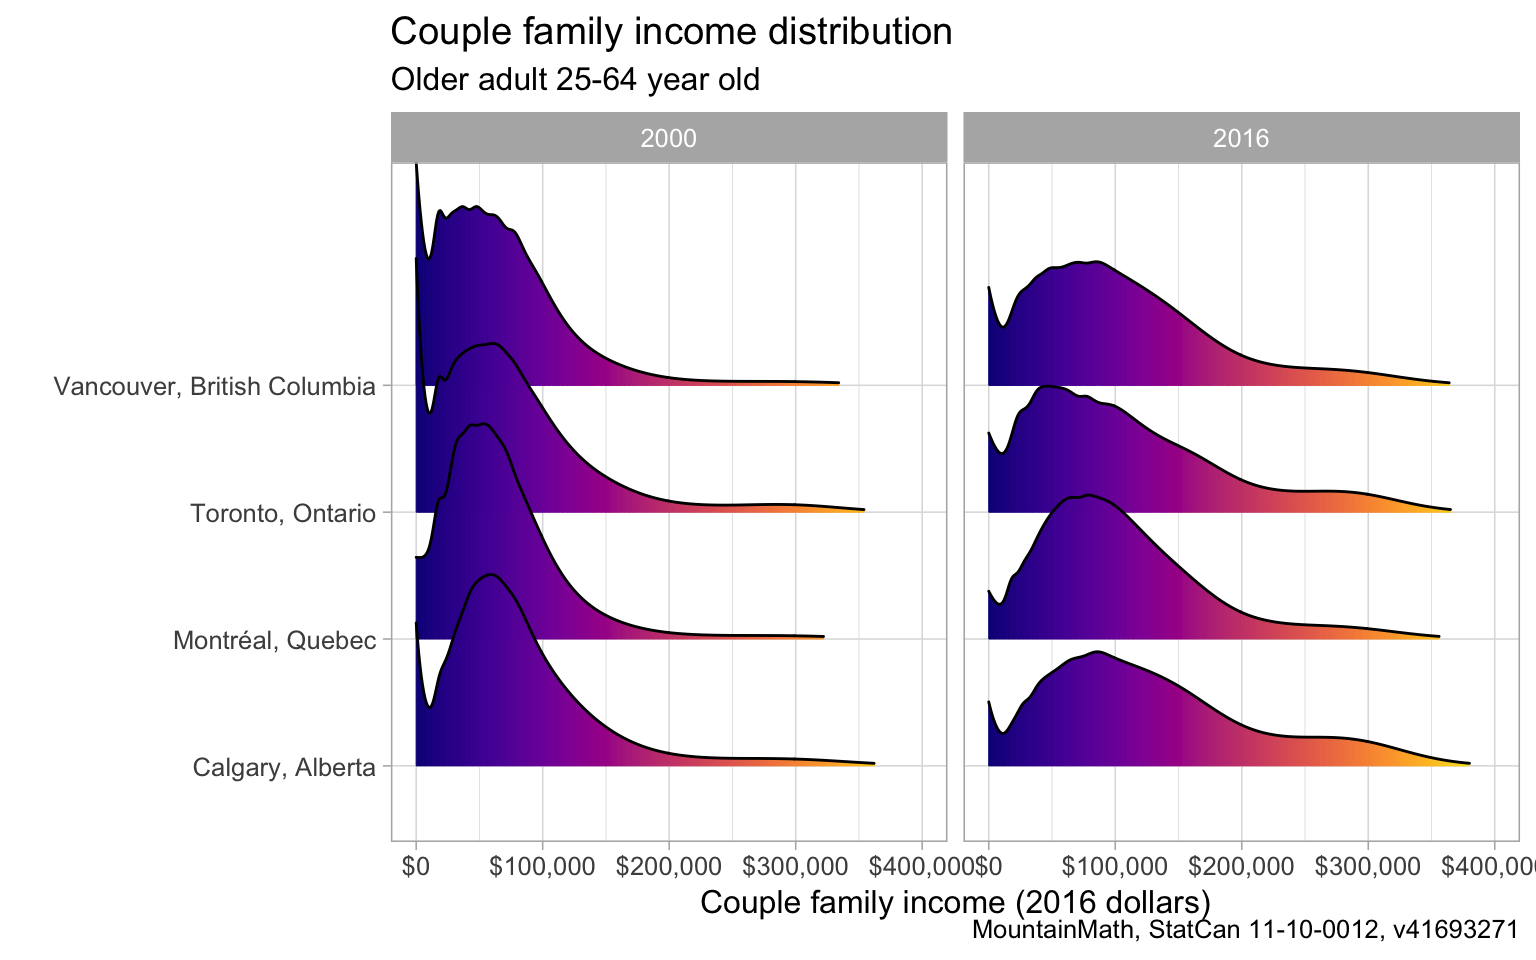 Couple family income distribution
Older adult 25-64 year old
2000 2016
Vancouver, British Columbia
Toronto, Ontario
Montréal, Quebec
Calgary, Alberta
$0 $100,000 $200,000 $300,000 $400,000 $0 $100,000 $200,000 $300,000 $400,00
Couple family income (2016 dollars)
MountainMath, StatCan 11-10-0012, v41693271